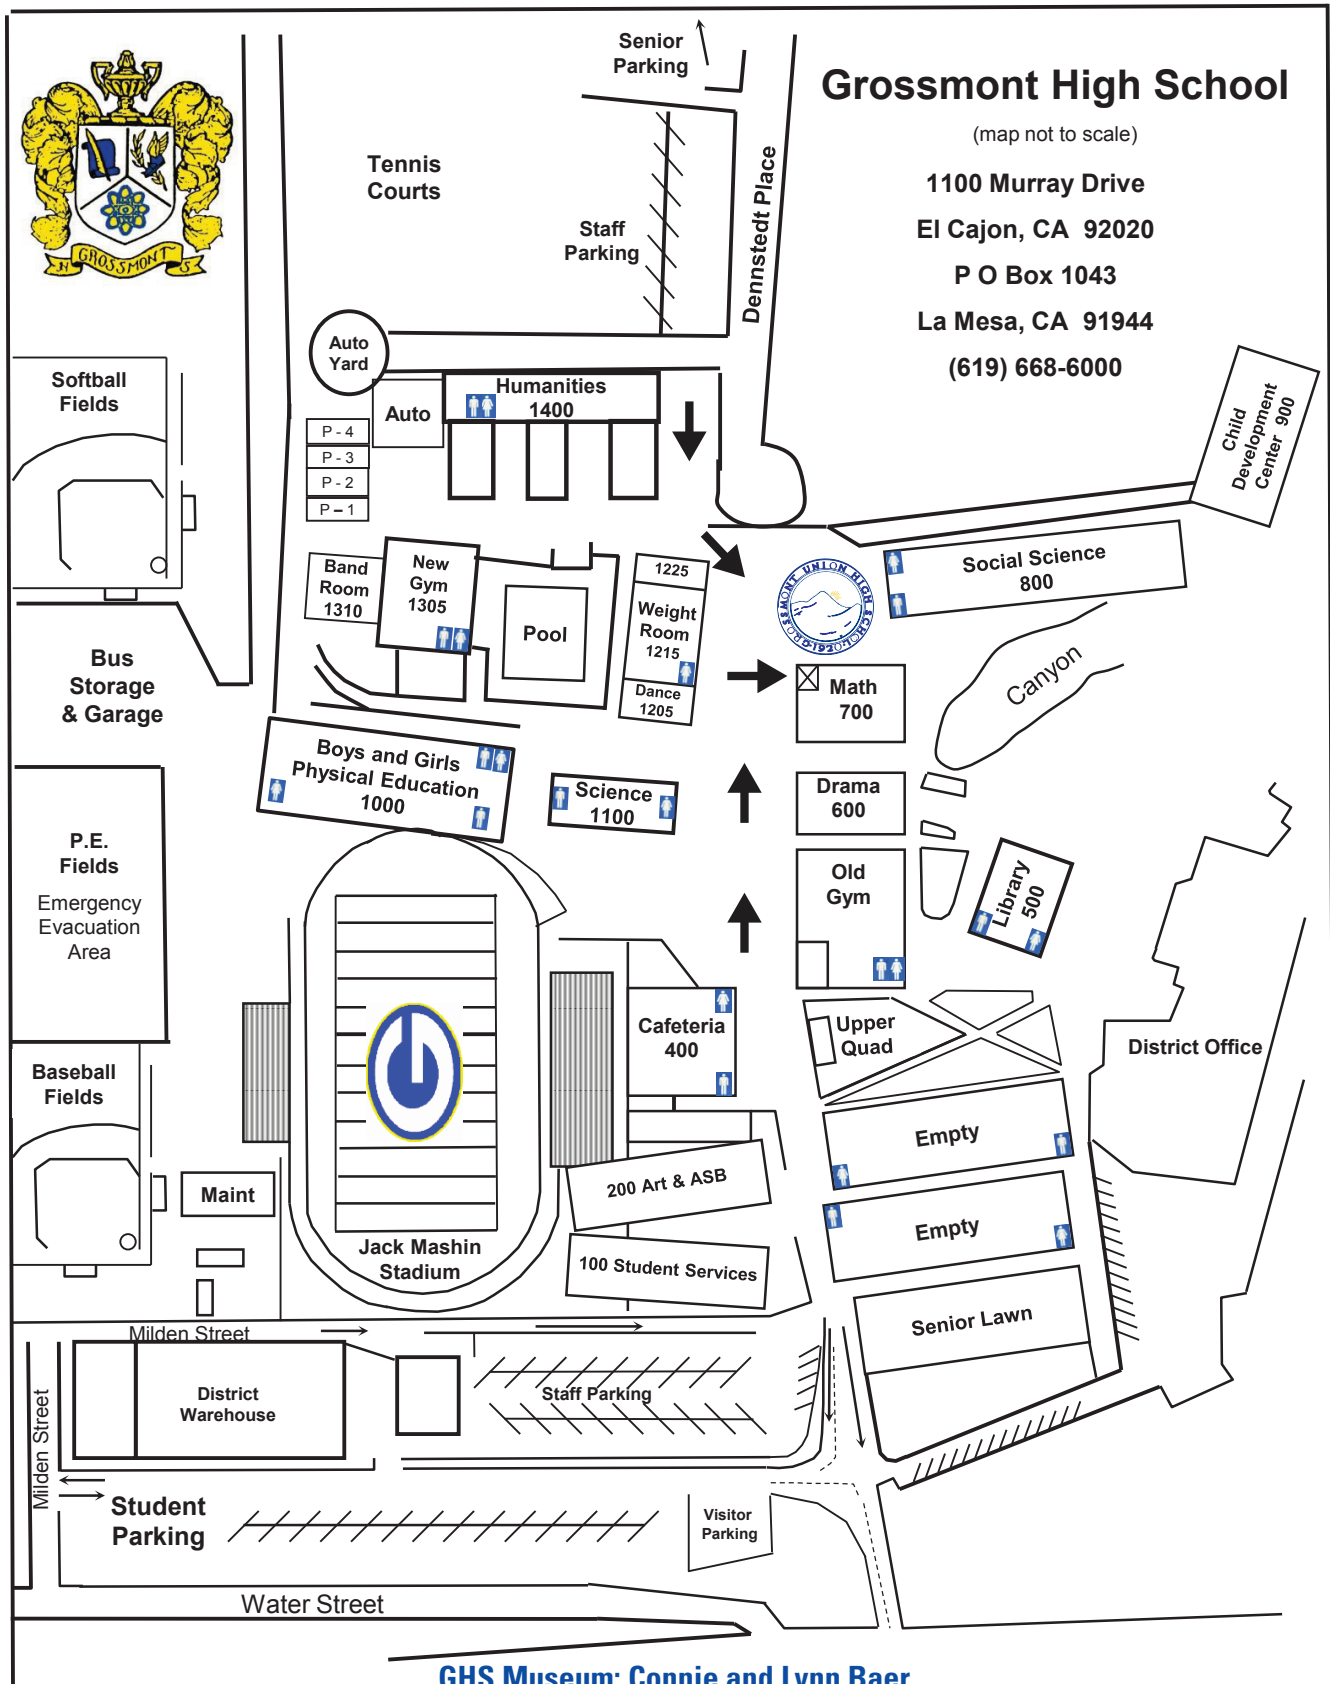 Grossmont High School
(map not to scale)
1100 Murray Drive
El Cajon, CA 92020
P O Box 1043
La Mesa, CA 91944
(619) 668-6000
GROSSMONT
H
S
Senior
Parking
Tennis
Courts
Staff
Parking
Dennstedt Place
Auto
Yard
Softball
Fields
Auto
Humanities
1400
P - 4
P - 3
P - 2
P – 1
Child
Development
Center 900
Band
Room
1310
New
Gym
1305
Pool
1225
Weight
Room
1215
Dance
1205
GROSSMONT UNION HIGH SCHOOL
1920
Social Science
800
Canyon
Bus
Storage
& Garage
Math
700
Boys and Girls
Physical Education
1000
Science
1100
Drama
600
P.E.
Fields
Emergency
Evacuation
Area
Old
Gym
Library
500
Cafeteria
400
Upper
Quad
District Office
Baseball
Fields
Empty
Maint
200 Art & ASB
Empty
Jack Mashin
Stadium
100 Student Services
Senior Lawn
Milden Street
District
Warehouse
Staff Parking
Milden Street
Student
Parking
Visitor
Parking
Water Street
GHS Museum: Connie and Lynn Baer